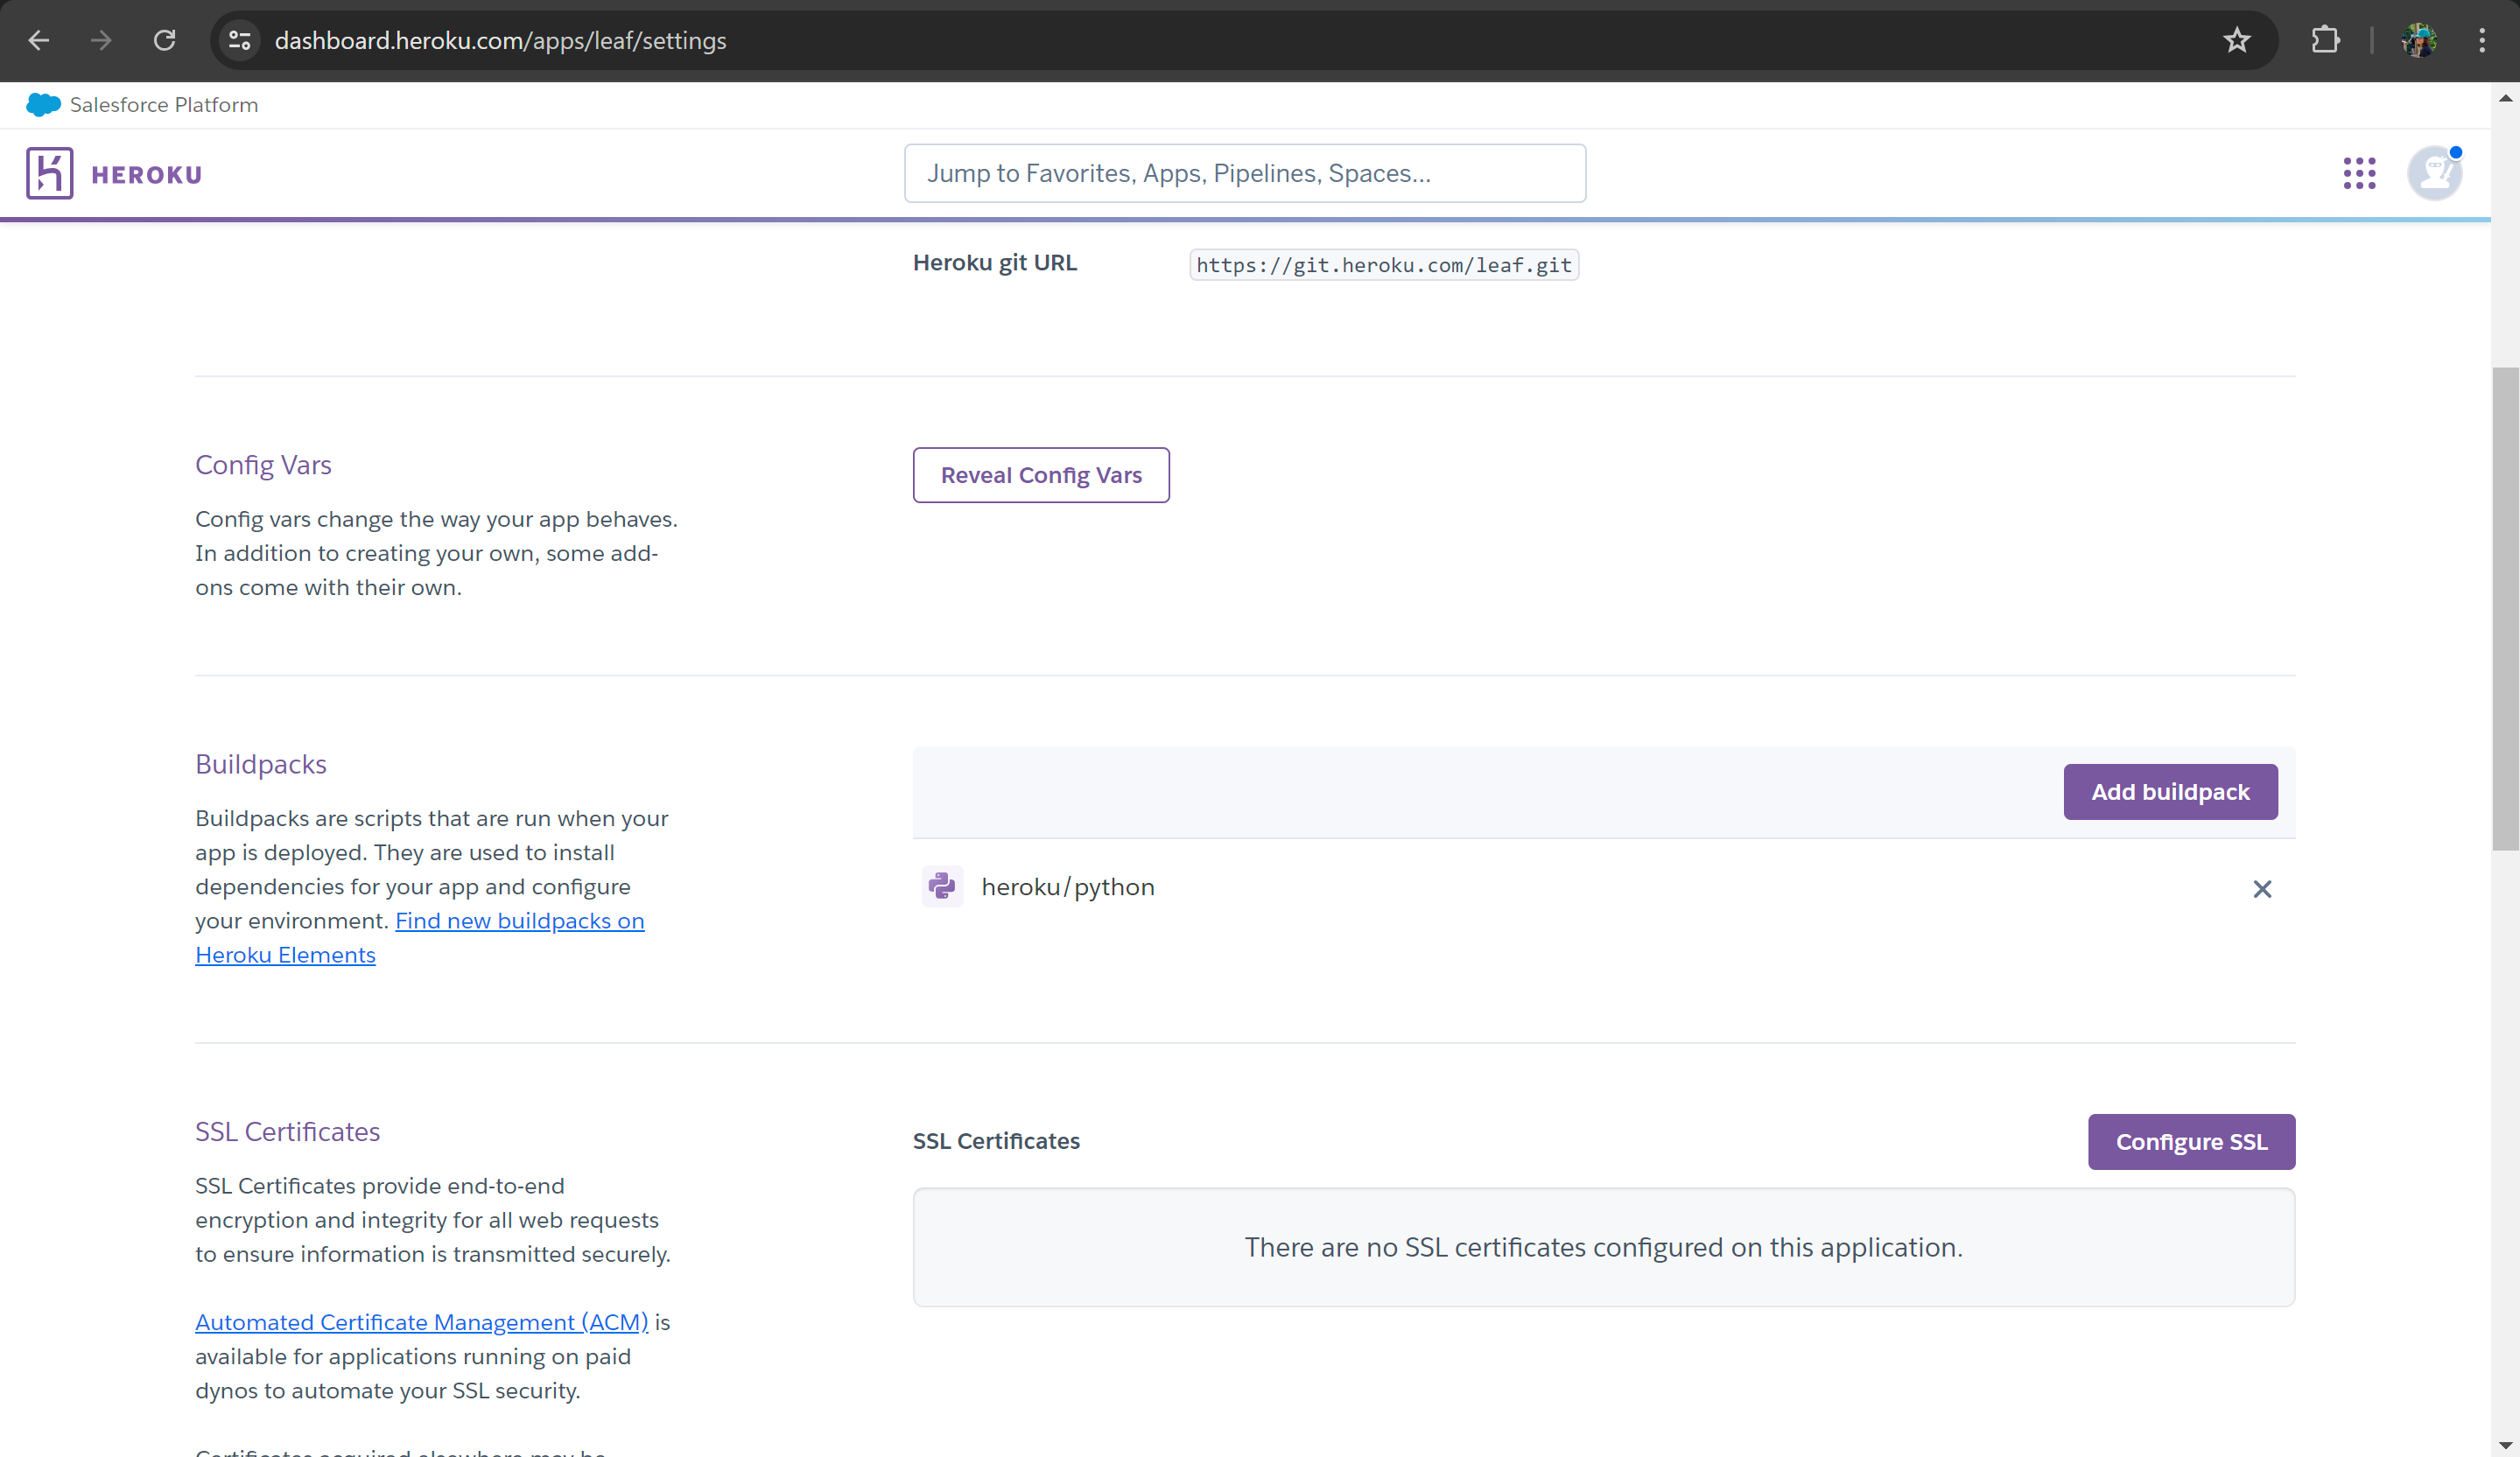 dashboard.heroku.com/apps/leaf/settings
Salesforce Platform
HEROKU
Jump to Favorites, Apps, Pipelines, Spaces...
Heroku git URL
https://git.heroku.com/leaf.git
Config Vars
Config vars change the way your app behaves.
In addition to creating your own, some add-
ons come with their own.
Reveal Config Vars
Buildpacks
Buildpacks are scripts that are run when your
app is deployed. They are used to install
dependencies for your app and configure
your environment. Find new buildpacks on
Heroku Elements
Add buildpack
heroku/python
SSL Certificates
SSL Certificates provide end-to-end
encryption and integrity for all web requests
to ensure information is transmitted securely.
Automated Certificate Management (ACM) is
available for applications running on paid
dynos to automate your SSL security.
Certificates acquired elsewhere may be
SSL Certificates
Configure SSL
There are no SSL certificates configured on this application.